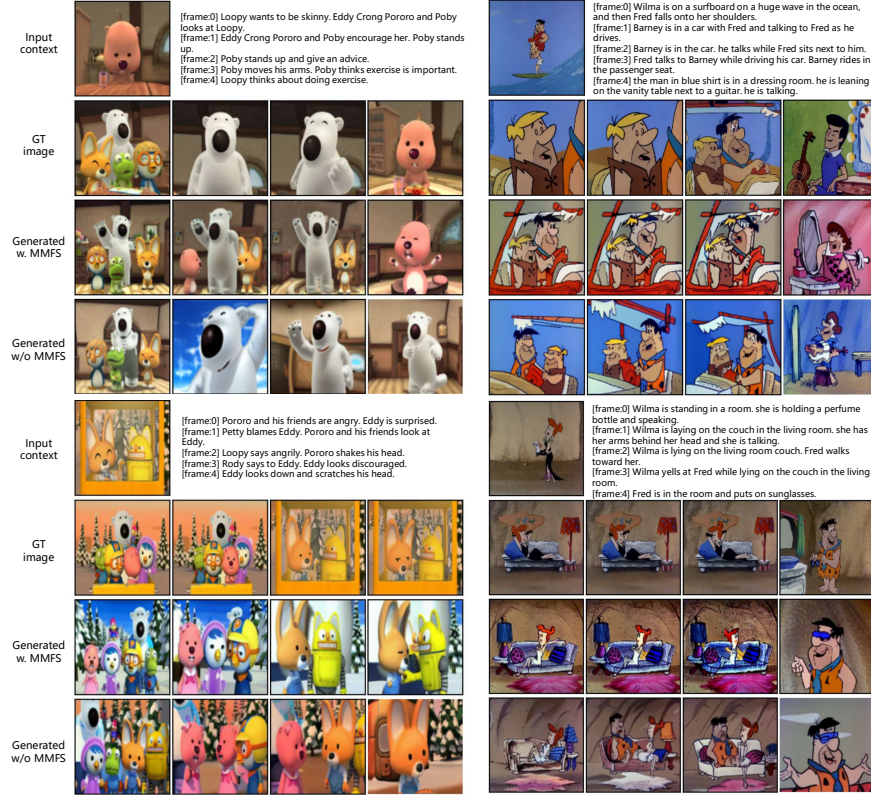 Input
context
[frame:0] Loopy wants to be skinny. Eddy Crong Pororo and Poby
looks at Loopy.
[frame:1] Eddy Crong Pororo and Poby encourage her. Poby stands
up.
[frame:2] Poby stands up and give an advice.
[frame:3] Poby moves his arms. Poby thinks exercise is important.
[frame:4] Loopy thinks about doing exercise.
[frame:0] Wilma is on a surfboard on a huge wave in the ocean,
and then Fred falls onto her shoulders.
[frame:1] Barney is in a car with Fred and talking to Fred as he
drives.
[frame:2] Barney is in the car. he talks while Fred sits next to him.
[frame:3] Fred talks to Barney while driving his car. Barney rides in
the passenger seat.
[frame:4] the man in blue shirt is in a dressing room. he is leaning
on the vanity table next to a guitar. he is talking.
GT
image
Generated
w. MMFS
Generated
w/o MMFS
Input
context
[frame:0] Pororo and his friends are angry. Eddy is surprised.
[frame:1] Petty blames Eddy. Pororo and his friends look at
Eddy.
[frame:2] Loopy says angrily. Pororo shakes his head.
[frame:3] Rody says to Eddy. Eddy looks discouraged.
[frame:4] Eddy looks down and scratches his head.
[frame:0] Wilma is standing in a room. she is holding a perfume
bottle and speaking.
[frame:1] Wilma is laying on the couch in the living room. she has
her arms behind her head and she is talking.
[frame:2] Wilma is lying on the living room couch. Fred walks
toward her.
[frame:3] Wilma yells at Fred while lying on the couch in the living
room.
[frame:4] Fred is in the room and puts on sunglasses.
GT
image
Generated
w. MMFS
Generated
w/o MMFS